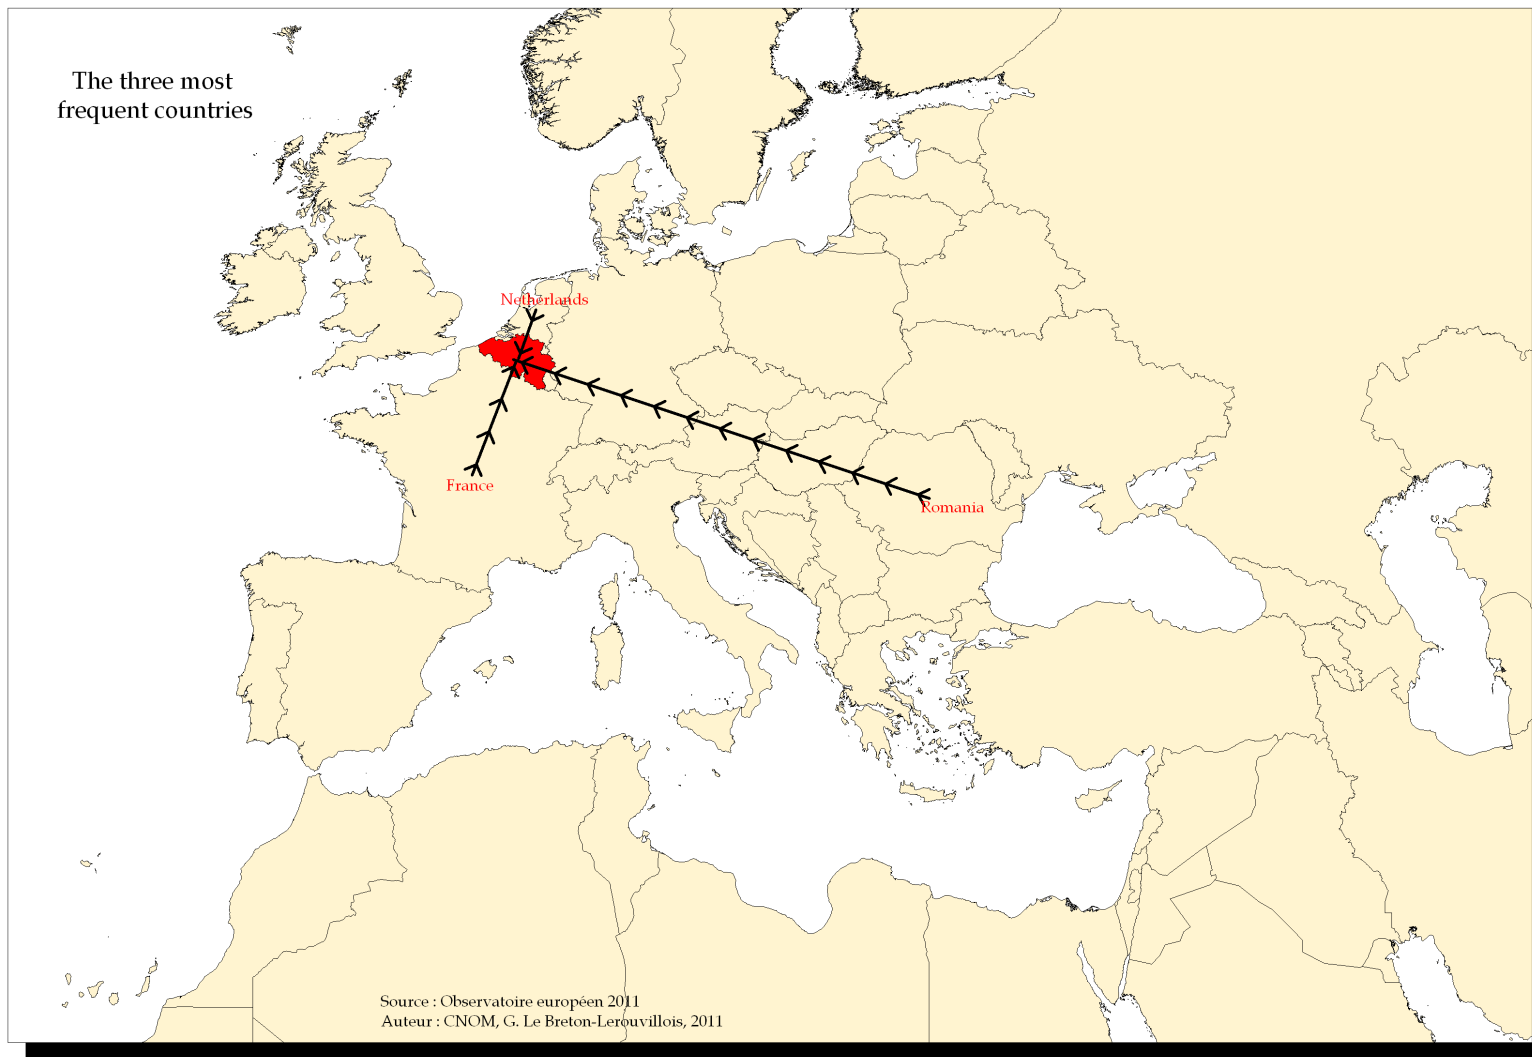 The three most
frequent countries
Netherlands
France
Romania
Source : Observatoire européen 2011
Auteur : CNOM, G. Le Breton-Lerouvillois, 2011